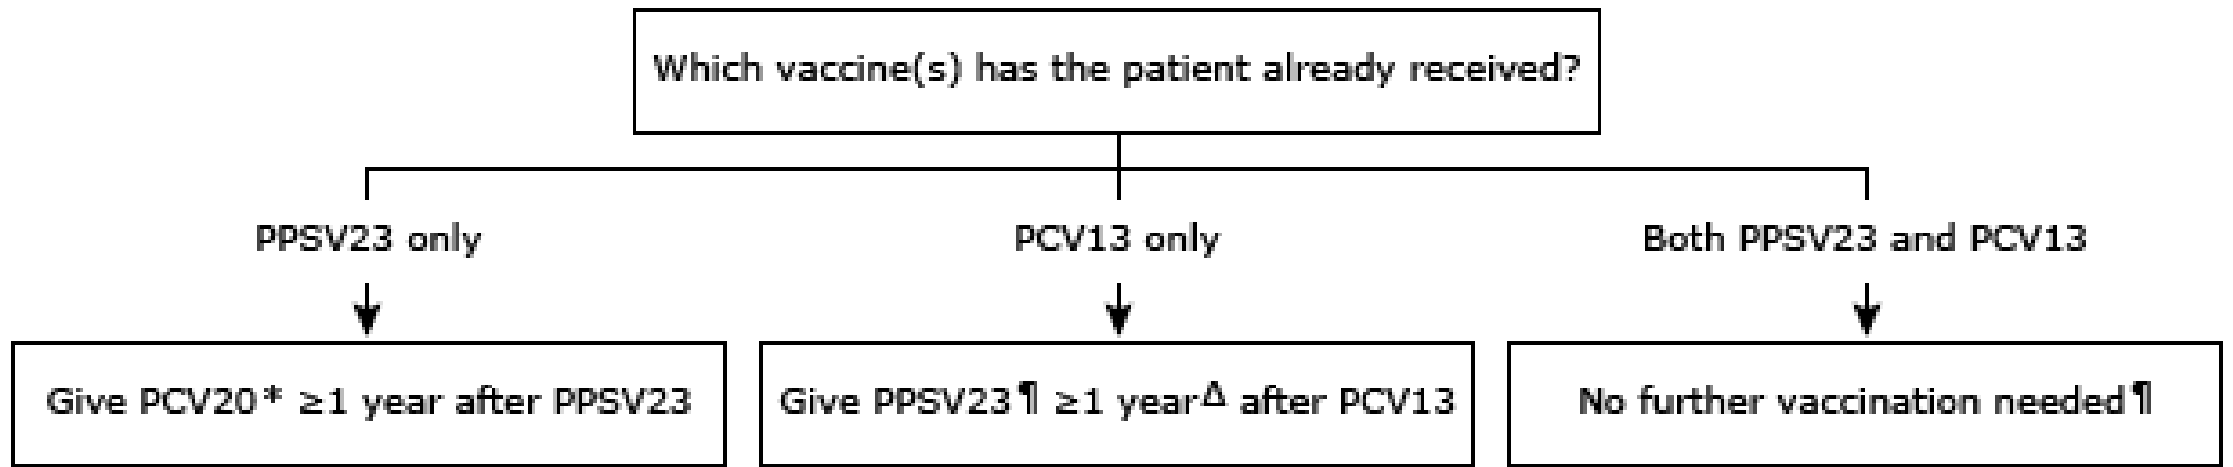 Which vaccine(s) has the patient already received?
PPSV23 only
PCV13 only
Both PPSV23 and PCV13
Give PCV20* ≥1 year after PPSV23
Give PPSV23¶ ≥1 yearΔ after PCV13
No further vaccination needed¶